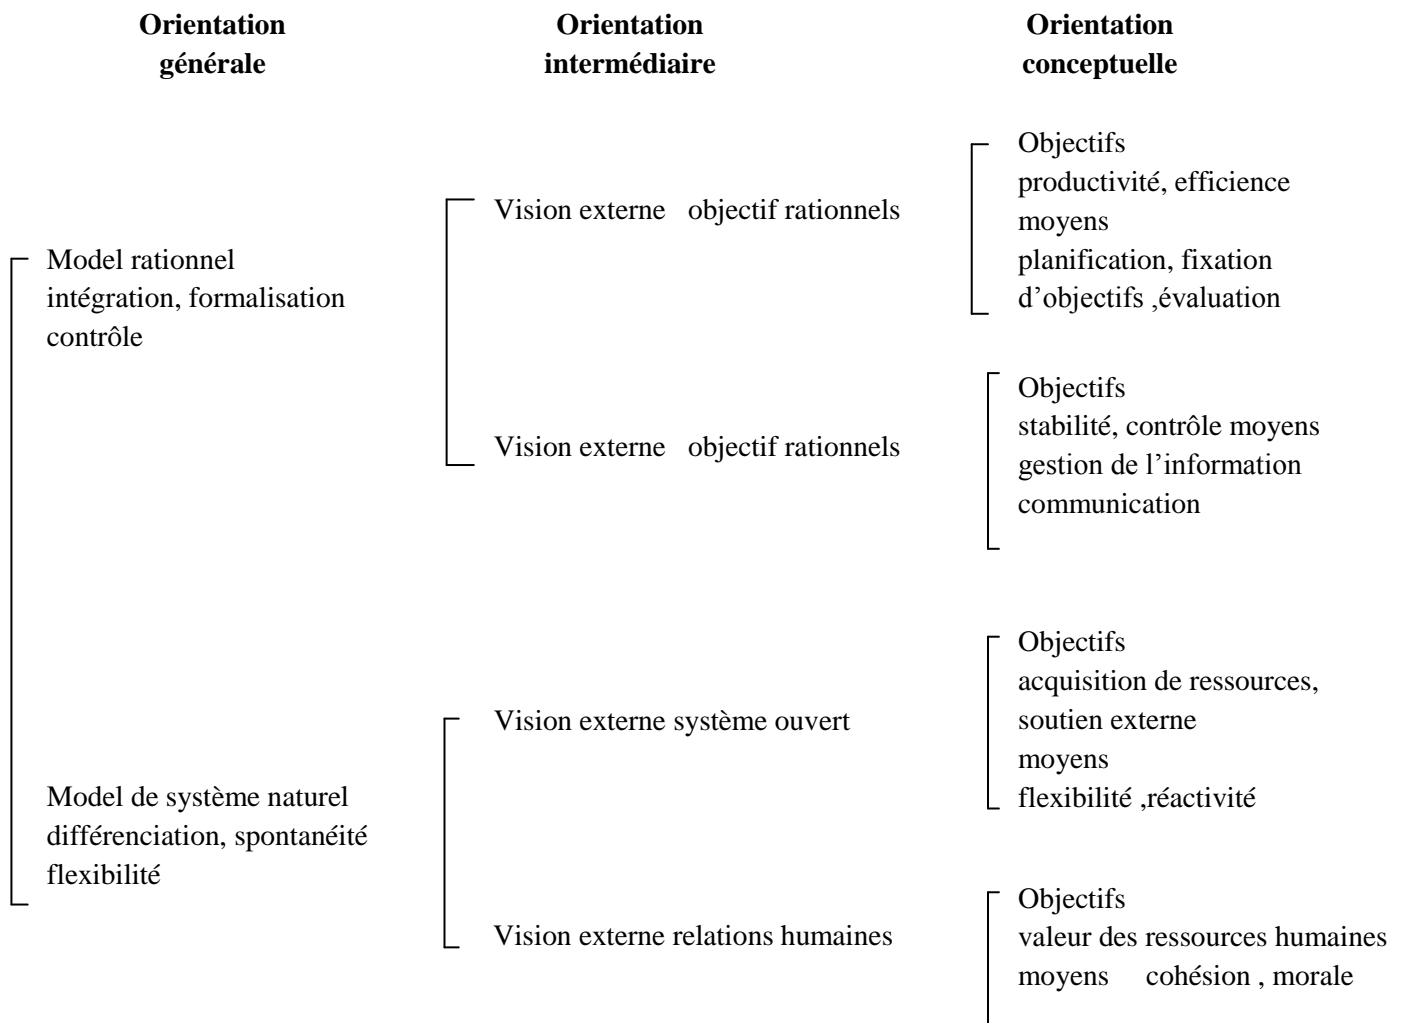 Orientation
générale
Orientation
intermédiaire
Orientation
conceptuelle
Model rationnel
intégration, formalisation
contrôle
Vision externe   objectif rationnels
Objectifs
productivité, efficience
moyens
planification, fixation
d’objectifs ,évaluation
Vision externe   objectif rationnels
Objectifs
stabilité, contrôle moyens
gestion de l’information
communication
Model de système naturel
différenciation, spontanéité
flexibilité
Vision externe système ouvert
Objectifs
acquisition de ressources,
soutien externe
moyens
flexibilité ,réactivité
Vision externe relations humaines
Objectifs
valeur des ressources humaines
moyens     cohésion , morale